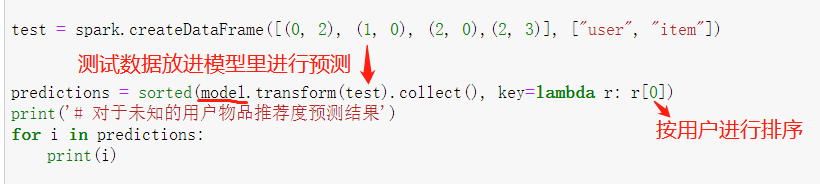 test = spark.createDataFrame([(0, 2), (1, 0), (2, 0),(2, 3)], ["user", "item"])
测试数据放进模型里进行预测
predictions = sorted(model.transform(test).collect(), key=lambda r: r[0])
print('# 对于未知的用户物品推荐度预测结果')
按用户进行排序
for i in predictions:
    print(i)